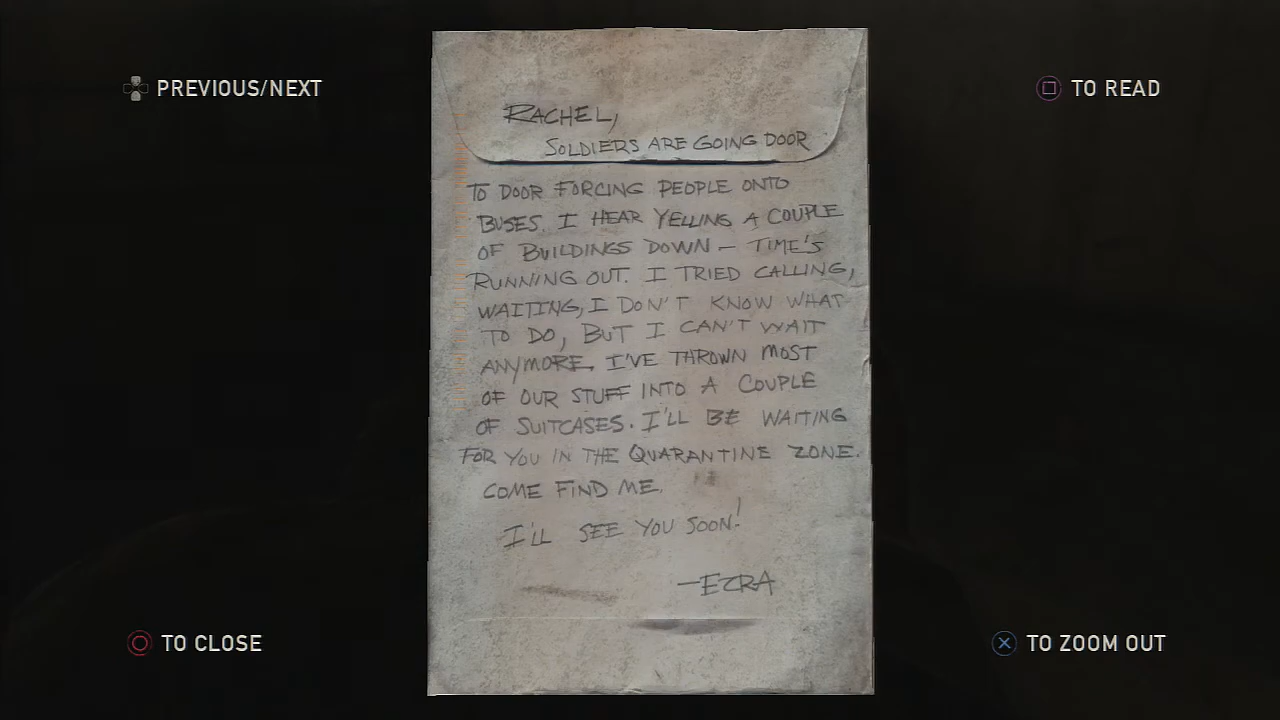 PREVIOUS/NEXT
TO READ
RACHEL,
SOLDIERS ARE GOING DOOR
TO DOOR FORCING PEOPLE ONTO
BUSES. I HEAR YELLING A COUPLE
OF BUILDINGS DOWN — TIME'S
RUNNING OUT. I TRIED CALLING,
WAITING, I DON'T KNOW WHAT
TO DO, BUT I CAN'T WAIT
ANYMORE. I'VE THROWN MOST
OF OUR STUFF INTO A COUPLE
OF SUITCASES. I'LL BE WAITING
FOR YOU IN THE QUARANTINE ZONE.
COME FIND ME.
I'LL SEE YOU SOON!
—EZRA
TO CLOSE
TO ZOOM OUT